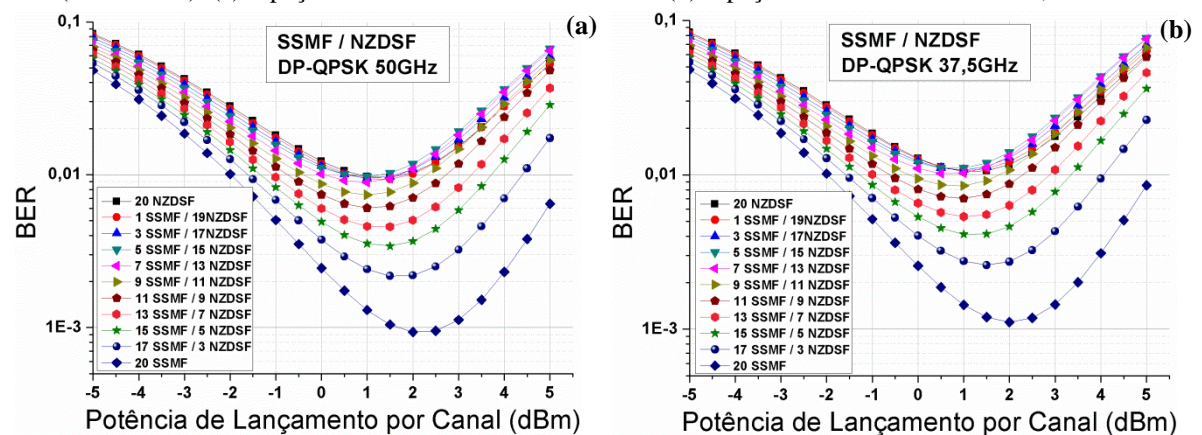 (a)
SSMF / NZDSF
DP-QPSK 50GHz
BER
0,1
0,01
1E-3
20 NZDSF
1 SSMF / 19NZDSF
3 SSMF / 17NZDSF
5 SSMF / 15 NZDSF
7 SSMF / 13 NZDSF
9 SSMF / 11 NZDSF
11 SSMF / 9 NZDSF
13 SSMF / 7 NZDSF
15 SSMF / 5 NZDSF
17 SSMF / 3 NZDSF
20 SSMF
-5 -4 -3 -2 -1 0 1 2 3 4 5
Potência de Lançamento por Canal (dBm)
(b)
SSMF / NZDSF
DP-QPSK 37,5GHz
BER
0,1
0,01
1E-3
20 NZDSF
1 SSMF / 19NZDSF
3 SSMF / 17NZDSF
5 SSMF / 15 NZDSF
7 SSMF / 13 NZDSF
9 SSMF / 11 NZDSF
11 SSMF / 9 NZDSF
13 SSMF / 7 NZDSF
15 SSMF / 5 NZDSF
17 SSMF / 3 NZDSF
20 SSMF
-5 -4 -3 -2 -1 0 1 2 3 4 5
Potência de Lançamento por Canal (dBm)